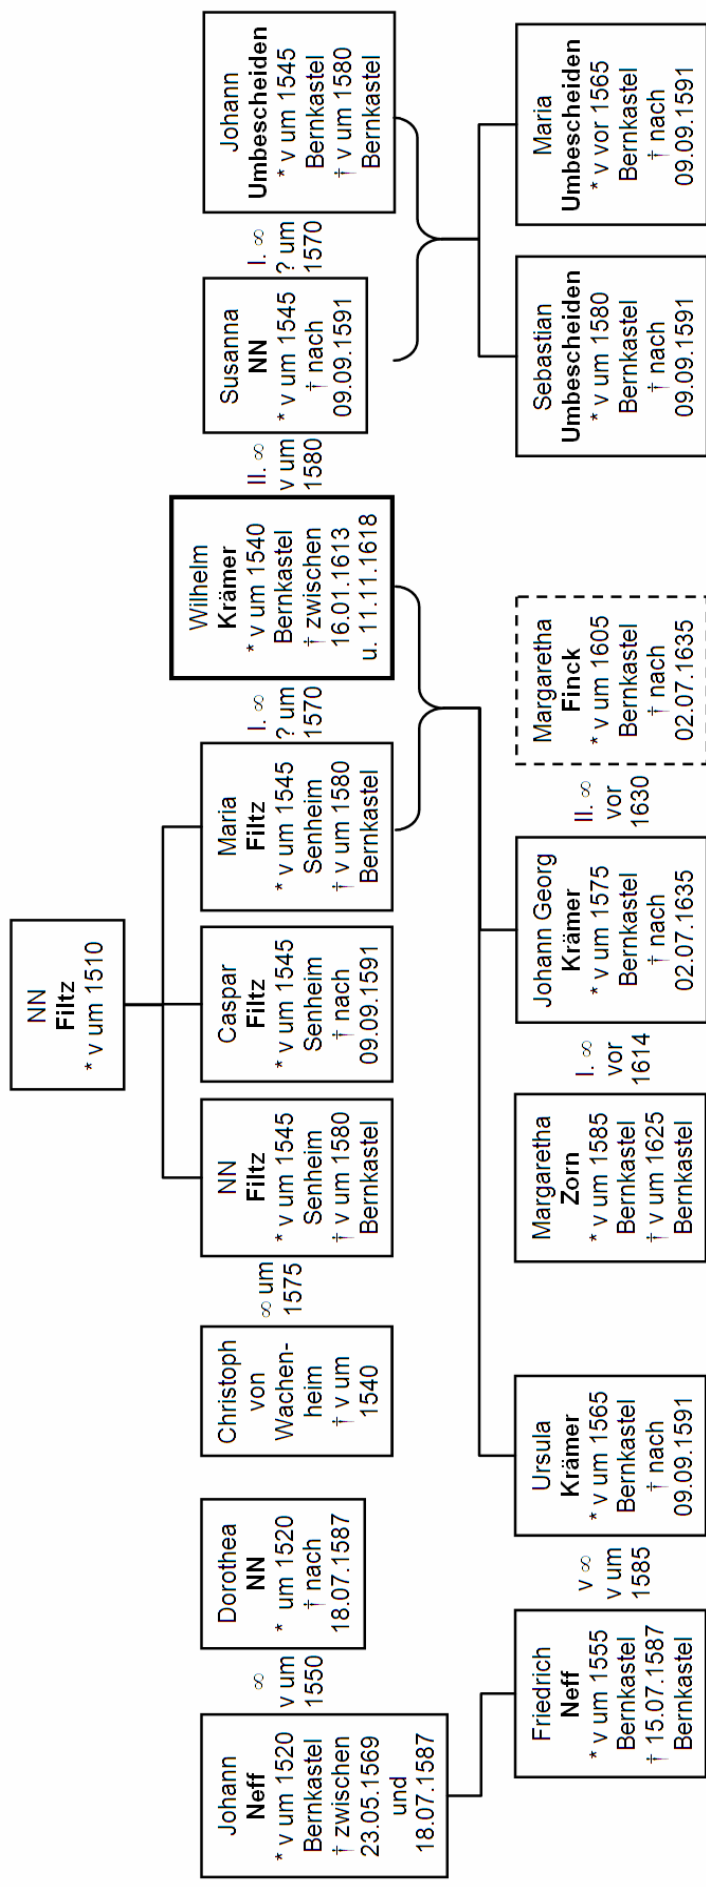 NN
Filtz
* v um 1510
Johann
Neff
* v um 1520
Bernkastel
† zwischen
23.05.1569
und
18.07.1587
∞
v um
1550
Dorothea
NN
* um 1520
† nach
18.07.1587
Christoph
von
Wachen-
heim
† v um
1540
∞ um
1575
NN
Filtz
* v um 1545
Senheim
† v um 1580
Bernkastel
Caspar
Filtz
* v um 1545
Senheim
† nach
09.09.1591
Maria
Filtz
* v um 1545
Senheim
† v um 1580
Bernkastel
I. ∞
? um
1570
Wilhelm
Krämer
* v um 1540
Bernkastel
† zwischen
16.01.1613
u. 11.11.1618
II. ∞
v um
1580
Susanna
NN
* v um 1545
† nach
09.09.1591
I. ∞
? um
1570
Johann
Umbescheiden
* v um 1545
Bernkastel
† v um 1580
Bernkastel
Friedrich
Neff
* v um 1555
Bernkastel
† 15.07.1587
Bernkastel
v ∞
v um
1585
Ursula
Krämer
* v um 1565
Bernkastel
† nach
09.09.1591
Margaretha
Zorn
* v um 1585
Bernkastel
† v um 1625
Bernkastel
I. ∞
vor
1614
Johann Georg
Krämer
* v um 1575
Bernkastel
† nach
02.07.1635
II. ∞
vor
1630
Margaretha
Finck
* v um 1605
Bernkastel
† nach
02.07.1635
Sebastian
Umbescheiden
* v um 1580
Bernkastel
† nach
09.09.1591
Maria
Umbescheiden
* v vor 1565
Bernkastel
† nach
09.09.1591